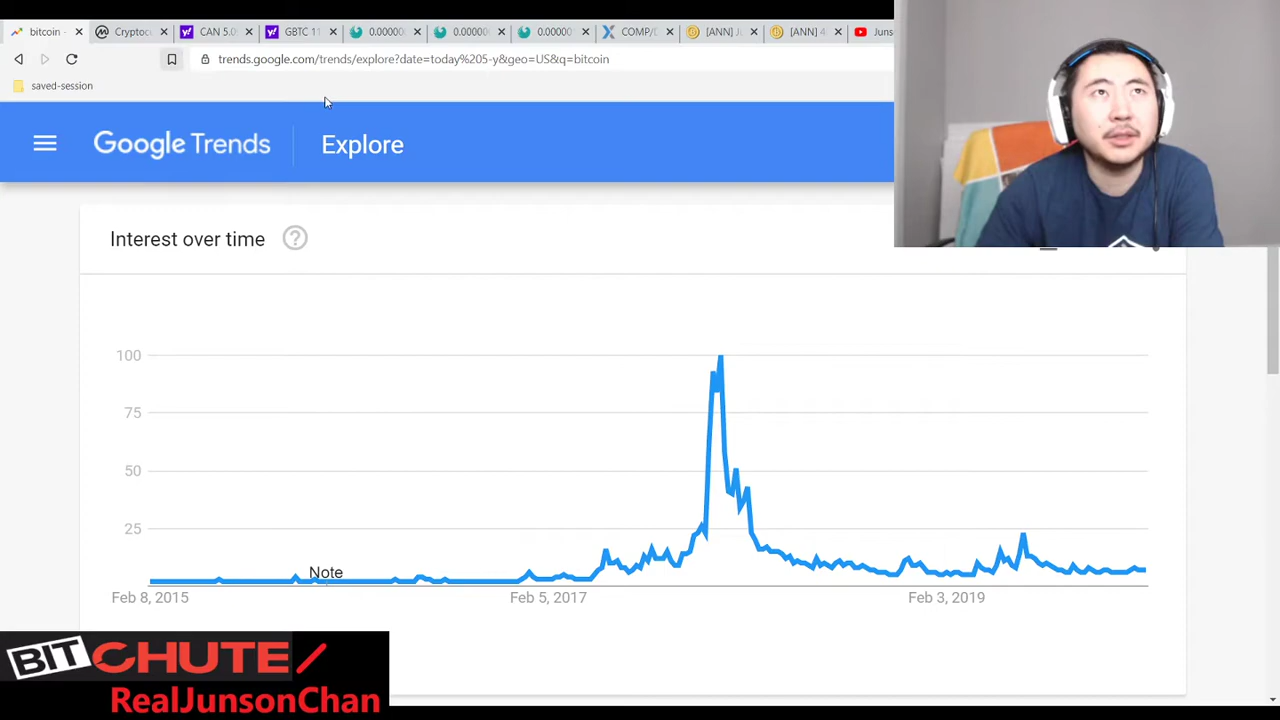 bitcoin -
Cryptoc
CAN 5.0
GBTC 1
0.00000
0.00000
0.00000
COMP/
[ANN] J
[ANN] 4
Juns
trends.google.com/trends/explore?date=today%205-y&geo=US&q=bitcoin
saved-session
Google Trends
Explore
Interest over time
?
100
75
50
25
Note
Feb 8, 2015
Feb 5, 2017
Feb 3, 2019
BITCHUTE/
RealJunsonChan